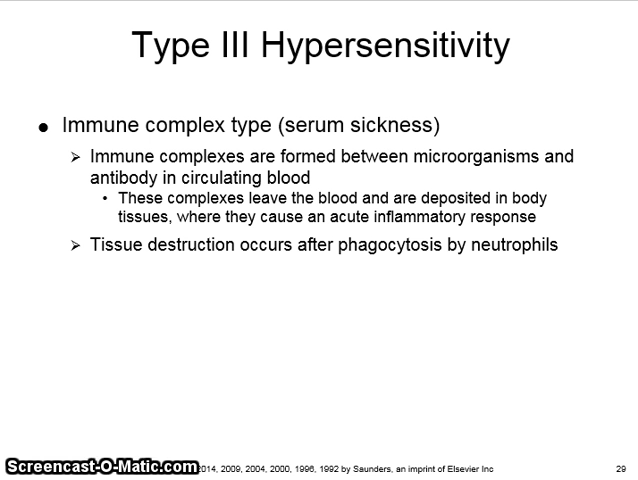 Type III Hypersensitivity
● Immune complex type (serum sickness)
➢ Immune complexes are formed between microorganisms and
antibody in circulating blood
• These complexes leave the blood and are deposited in body
tissues, where they cause an acute inflammatory response
➢ Tissue destruction occurs after phagocytosis by neutrophils
Screencast-O-Matic.com 2014, 2009, 2004, 2000, 1996, 1992 by Saunders, an imprint of Elsevier Inc 29